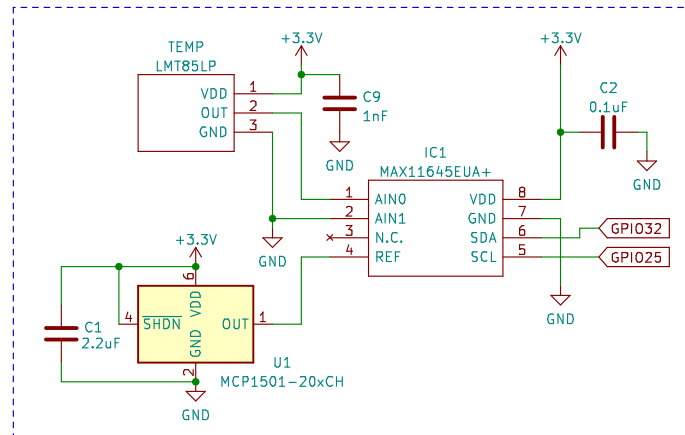 TEMP
LMT85LP
VDD 1
OUT 2
GND 3
+3.3V
C9
1nF
GND
+3.3V
C2
0.1uF
GND
IC1
MAX11645EUA+
1 AIN0
2 AIN1
3 N.C.
4 REF
VDD 8
GND 7
SDA 6
SCL 5
GPIO32
GPIO25
GND
GND
+3.3V
6
VDD
4 SHDN
OUT 1
GND
2
C1
2.2uF
U1
MCP1501-20xCH
GND